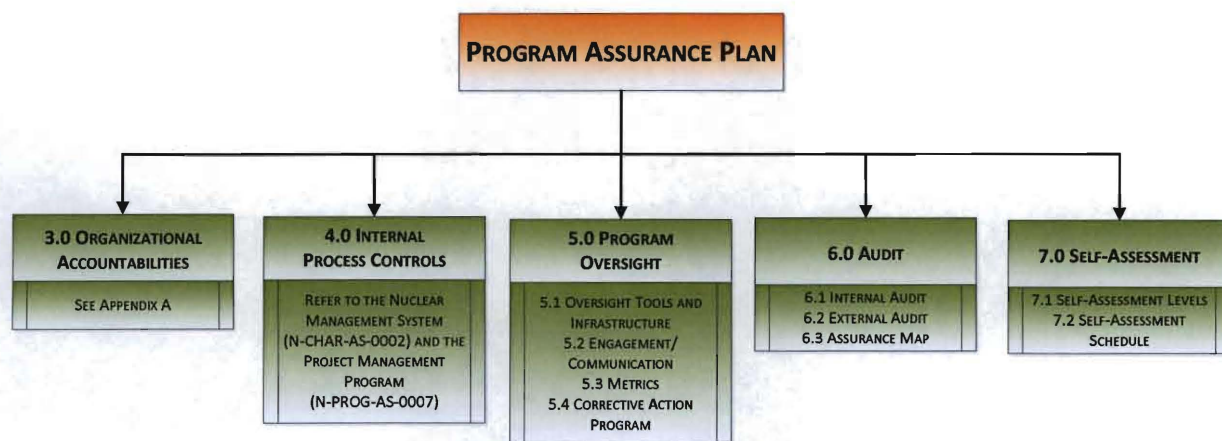 PROGRAM ASSURANCE PLAN
3.0 ORGANIZATIONAL
ACCOUNTABILITIES
SEE APPENDIX A
4.0 INTERNAL
PROCESS CONTROLS
REFER TO THE NUCLEAR
MANAGEMENT SYSTEM
(N-CHAR-AS-0002) AND THE
PROJECT MANAGEMENT
PROGRAM
(N-PROG-AS-0007)
5.0 PROGRAM
OVERSIGHT
5.1 OVERSIGHT TOOLS AND
INFRASTRUCTURE
5.2 ENGAGEMENT/
COMMUNICATION
5.3 METRICS
5.4 CORRECTIVE ACTION
PROGRAM
6.0 AUDIT
6.1 INTERNAL AUDIT
6.2 EXTERNAL AUDIT
6.3 ASSURANCE MAP
7.0 SELF-ASSESSMENT
7.1 SELF-ASSESSMENT LEVELS
7.2 SELF-ASSESSMENT
SCHEDULE